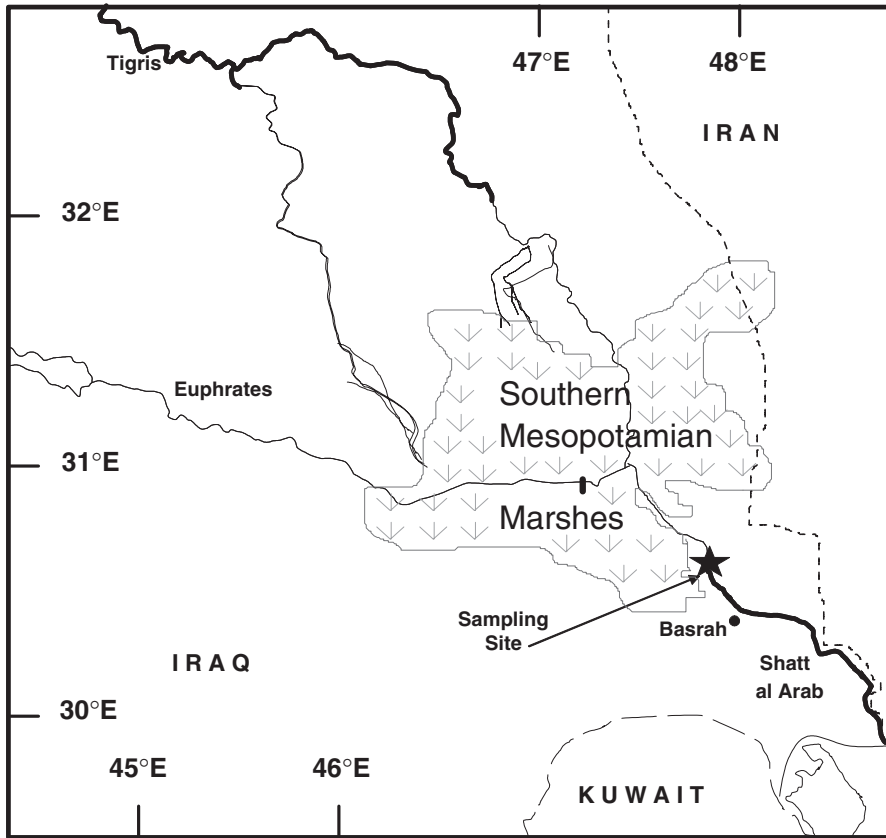 Tigris
47°E
48°E
IRAN
32°E
Southern
Euphrates
Mesopotamian
31°E
Marshes
Sampling
Site
Basrah
IRAQ
Shatt
al Arab
30°E
45°E
46°E
KUWAIT